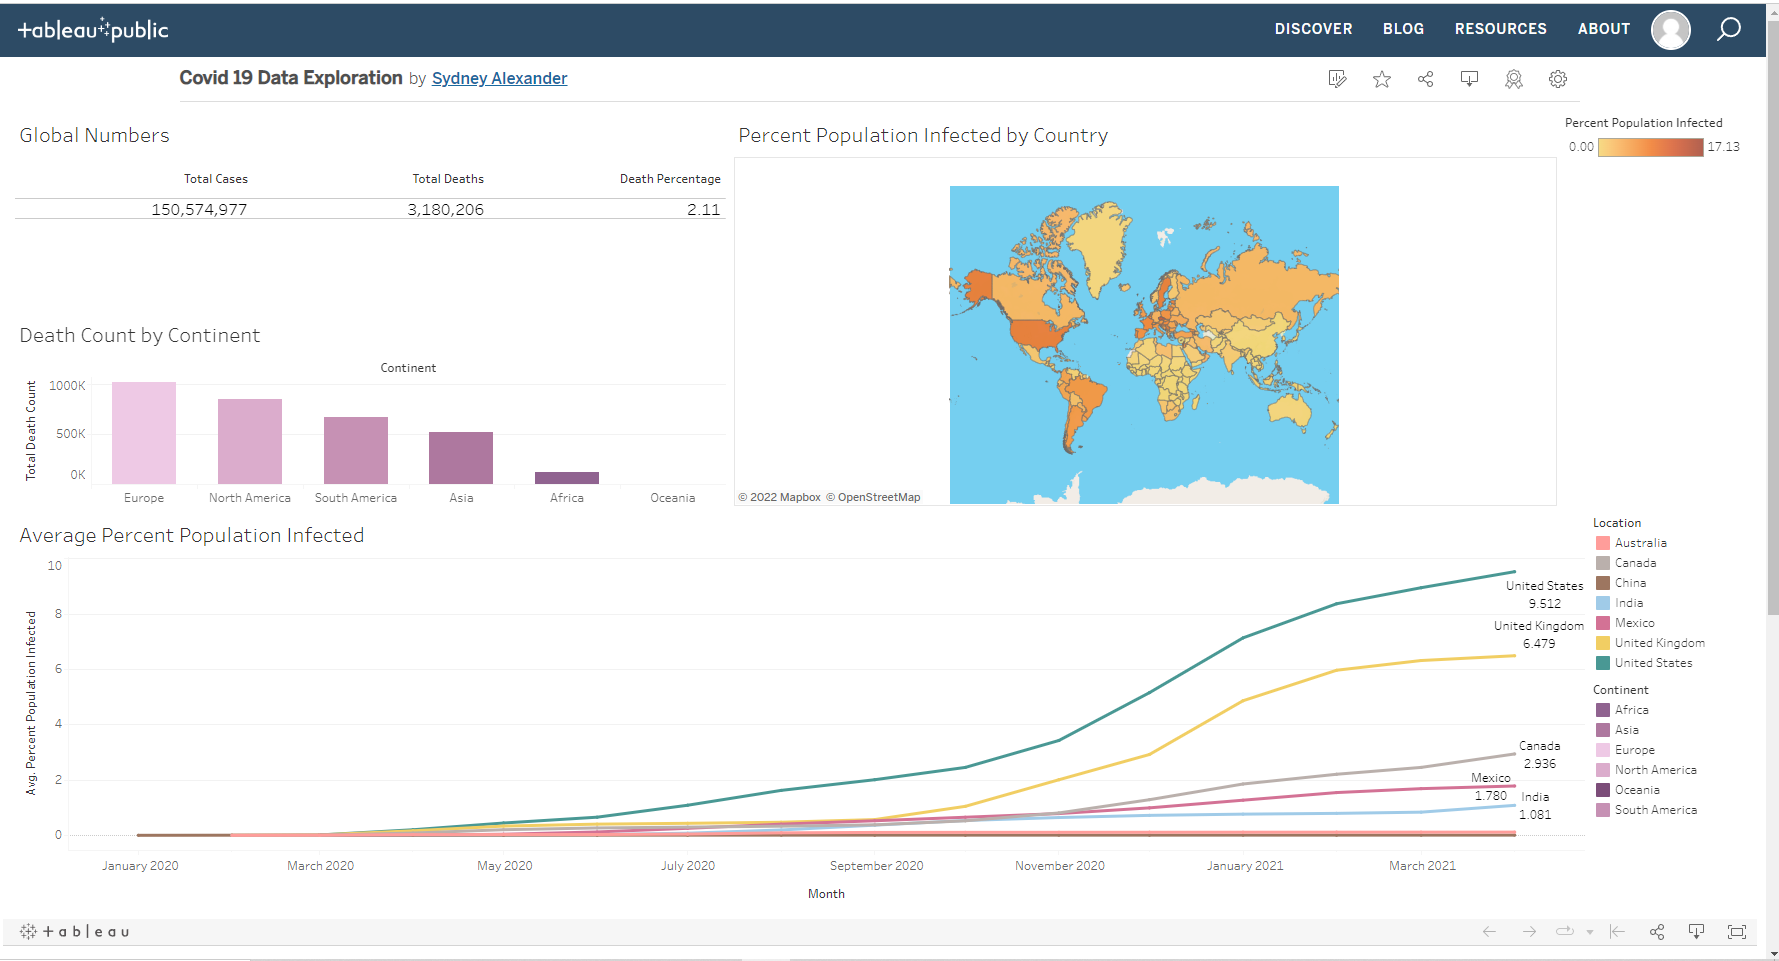 tableau public
DISCOVER BLOG RESOURCES ABOUT
Covid 19 Data Exploration by Sydney Alexander
Global Numbers
Total Cases Total Deaths Death Percentage
150,574,977 3,180,206 2.11
Percent Population Infected by Country
© 2022 Mapbox © OpenStreetMap
Percent Population Infected
0.00 17.13
Death Count by Continent
Continent
Total Death Count
1000K
500K
0K
Europe North America South America Asia Africa Oceania
Average Percent Population Infected
Avg. Percent Population Infected
10
8
6
4
2
0
United States
9.512
United Kingdom
6.479
Canada
2.936
Mexico
1.780
India
1.081
January 2020 March 2020 May 2020 July 2020 September 2020 November 2020 January 2021 March 2021
Month
Location
Australia
Canada
China
India
Mexico
United Kingdom
United States
Continent
Africa
Asia
Europe
North America
Oceania
South America
tableau